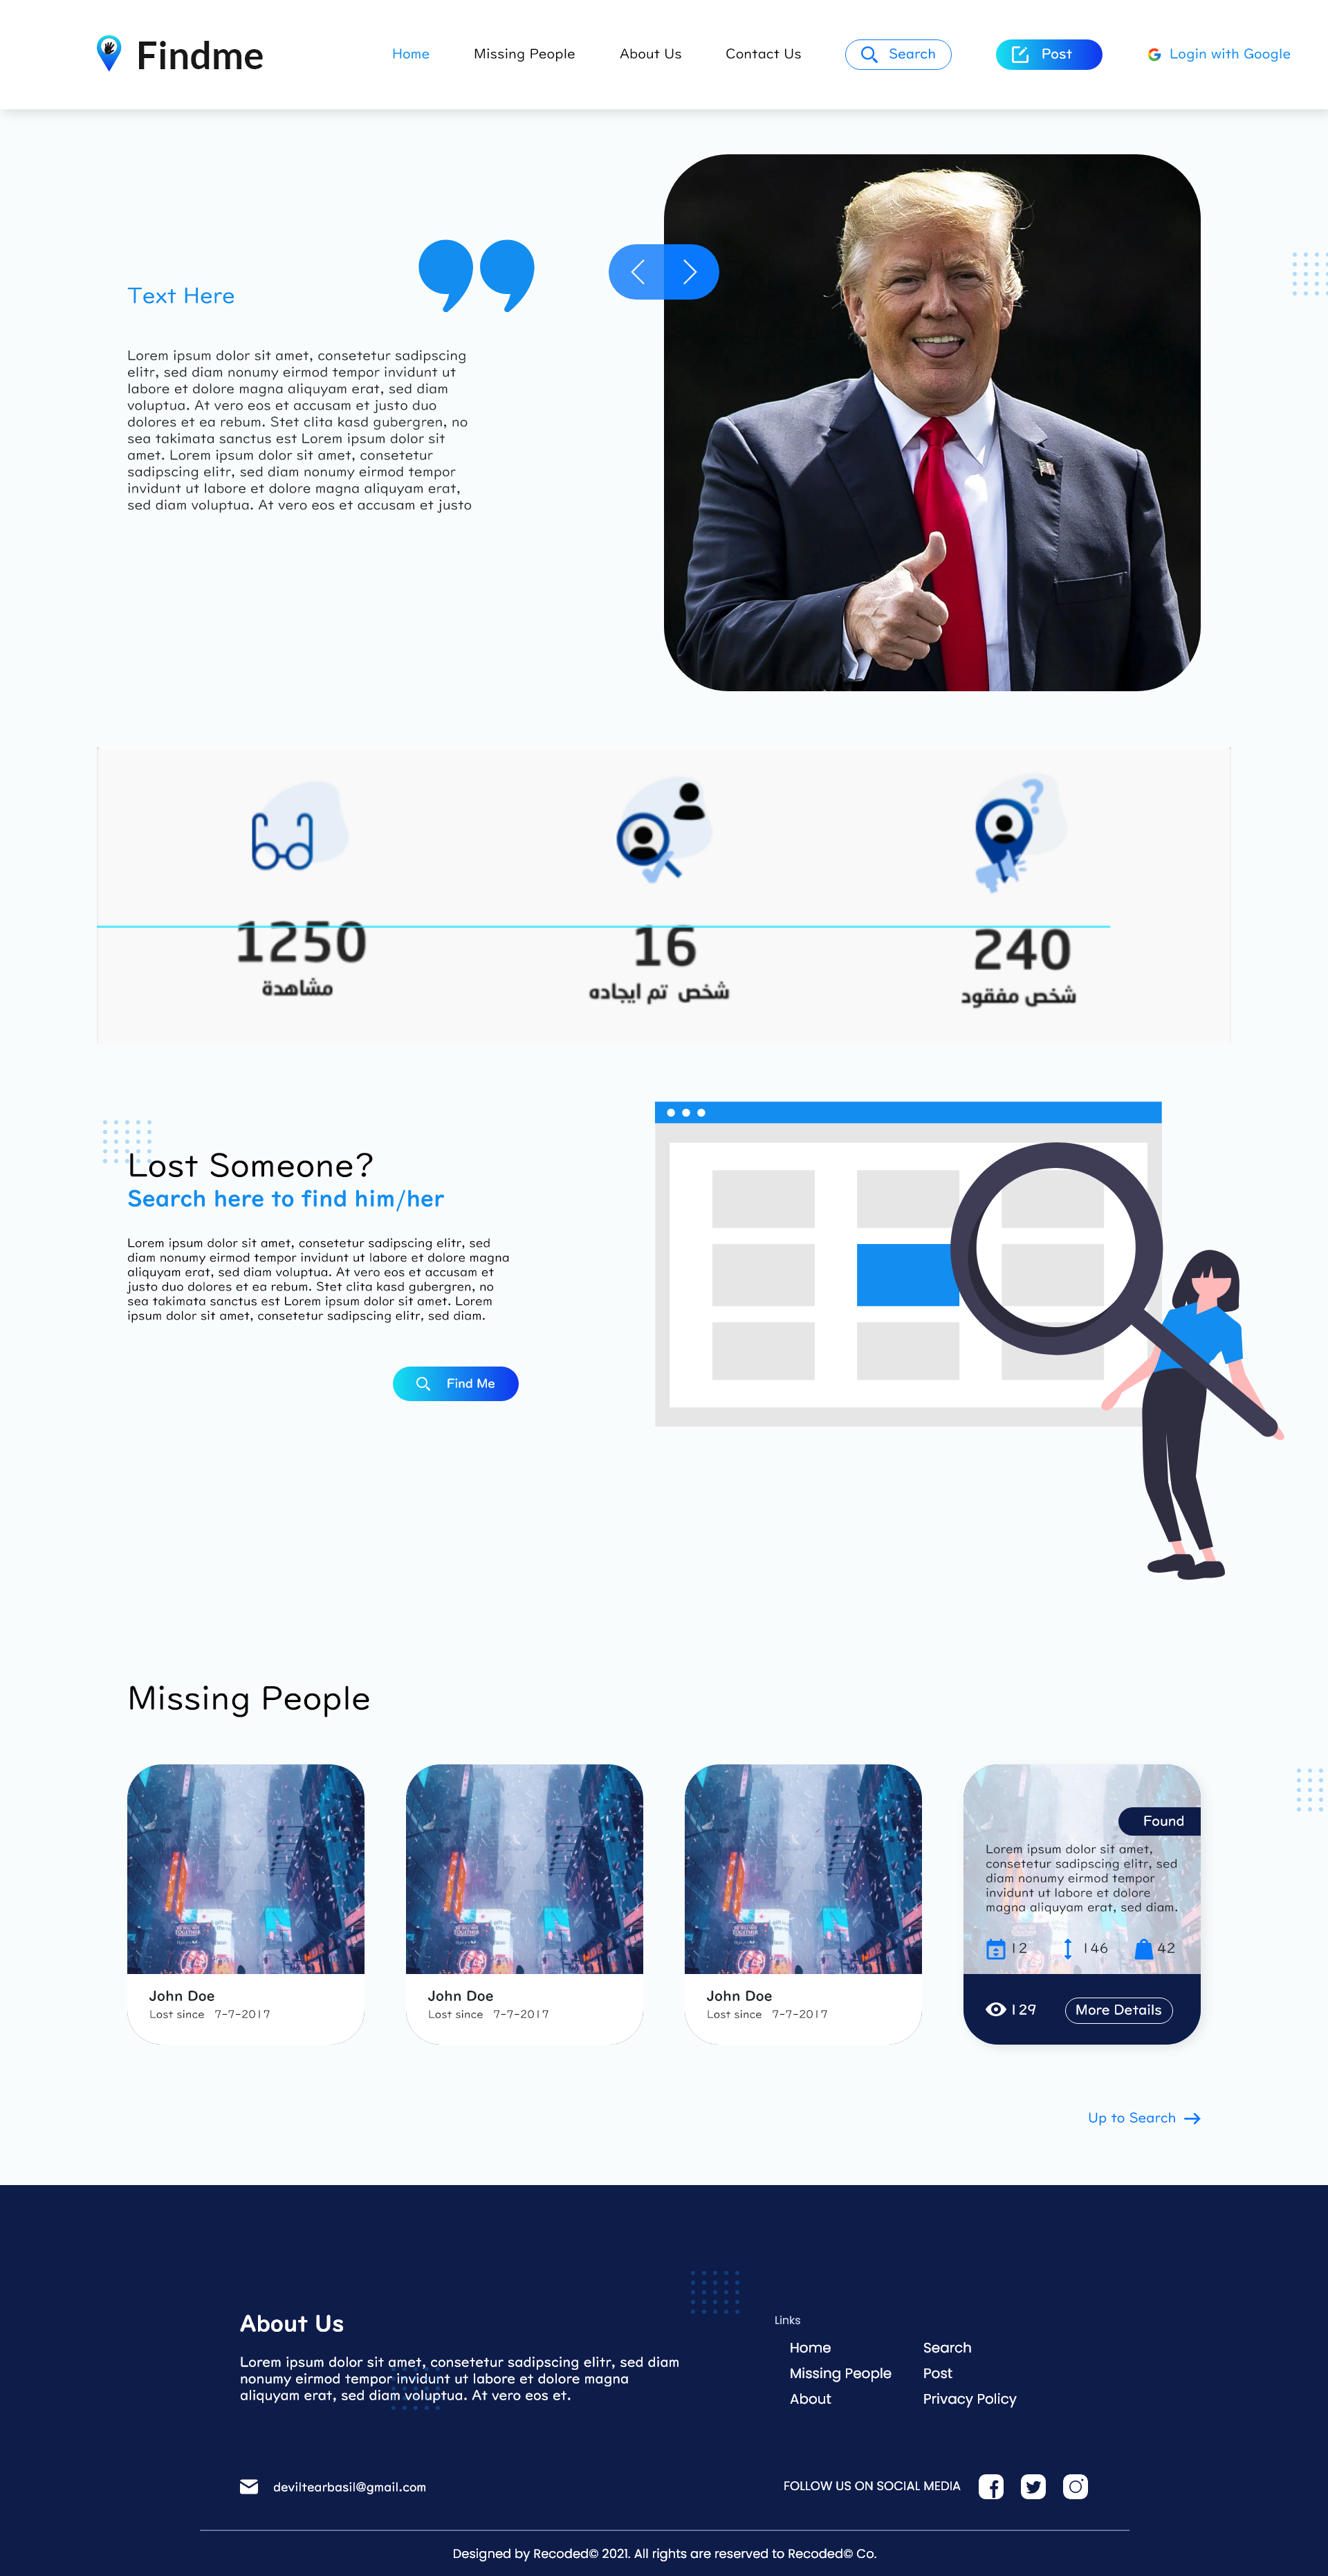 Findme
Home
Missing People
About Us
Contact Us
Search
Post
Login with Google
Text Here
Lorem ipsum dolor sit amet, consetetur sadipscing
elitr, sed diam nonumy eirmod tempor invidunt ut
labore et dolore magna aliquyam erat, sed diam
voluptua. At vero eos et accusam et justo duo
dolores et ea rebum. Stet clita kasd gubergren, no
sea takimata sanctus est Lorem ipsum dolor sit
amet. Lorem ipsum dolor sit amet, consetetur
sadipscing elitr, sed diam nonumy eirmod tempor
invidunt ut labore et dolore magna aliquyam erat,
sed diam voluptua. At vero eos et accusam et justo
1250
مشاهدة
16
شخص تم ايجاده
240
شخص مفقود
Lost Someone?
Search here to find him/her
Lorem ipsum dolor sit amet, consetetur sadipscing elitr, sed
diam nonumy eirmod tempor invidunt ut labore et dolore magna
aliquyam erat, sed diam voluptua. At vero eos et accusam et
justo duo dolores et ea rebum. Stet clita kasd gubergren, no
sea takimata sanctus est Lorem ipsum dolor sit amet. Lorem
ipsum dolor sit amet, consetetur sadipscing elitr, sed diam.
Find Me
Missing People
John Doe
Lost since 7-7-2017
John Doe
Lost since 7-7-2017
John Doe
Lost since 7-7-2017
Found
Lorem ipsum dolor sit amet,
consetetur sadipscing elitr, sed
diam nonumy eirmod tempor
invidunt ut labore et dolore
magna aliquyam erat, sed diam.
12
146
42
129
More Details
Up to Search
About Us
Lorem ipsum dolor sit amet, consetetur sadipscing elitr, sed diam
nonumy eirmod tempor invidunt ut labore et dolore magna
aliquyam erat, sed diam voluptua. At vero eos et.
Links
Home
Missing People
About
Search
Post
Privacy Policy
deviltearbasil@gmail.com
FOLLOW US ON SOCIAL MEDIA
Designed by Recoded© 2021. All rights are reserved to Recoded© Co.